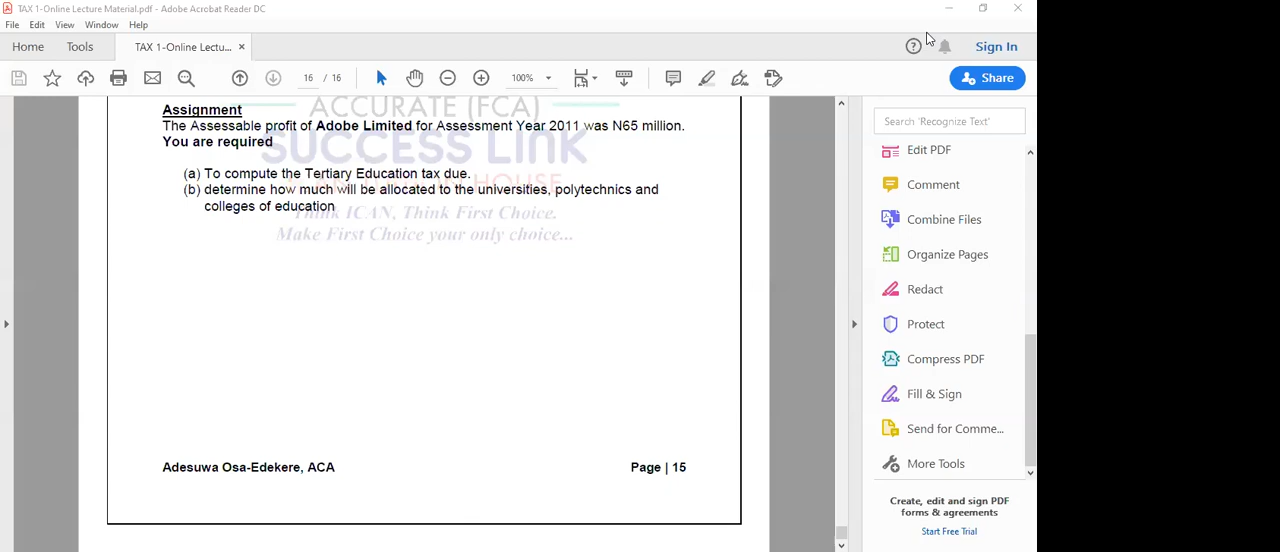 TAX 1-Online Lecture Material.pdf - Adobe Acrobat Reader DC
File Edit View Window Help
Home Tools TAX 1-Online Lectu... × Sign In
16 / 16 100% Share
Assignment
ACCURATE (FCA)
The Assessable profit of Adobe Limited for Assessment Year 2011 was N65 million.
You are required
SUCCESS LINK
(a) To compute the Tertiary Education tax due.
HOUSE
(b) determine how much will be allocated to the universities, polytechnics and
colleges of education
Think ICAN, Think First Choice.
Make First Choice your only choice...
Adesuwa Osa-Edekere, ACA Page | 15
Search 'Recognize Text'
Edit PDF
Comment
Combine Files
Organize Pages
Redact
Protect
Compress PDF
Fill & Sign
Send for Comme...
More Tools
Create, edit and sign PDF
forms & agreements
Start Free Trial